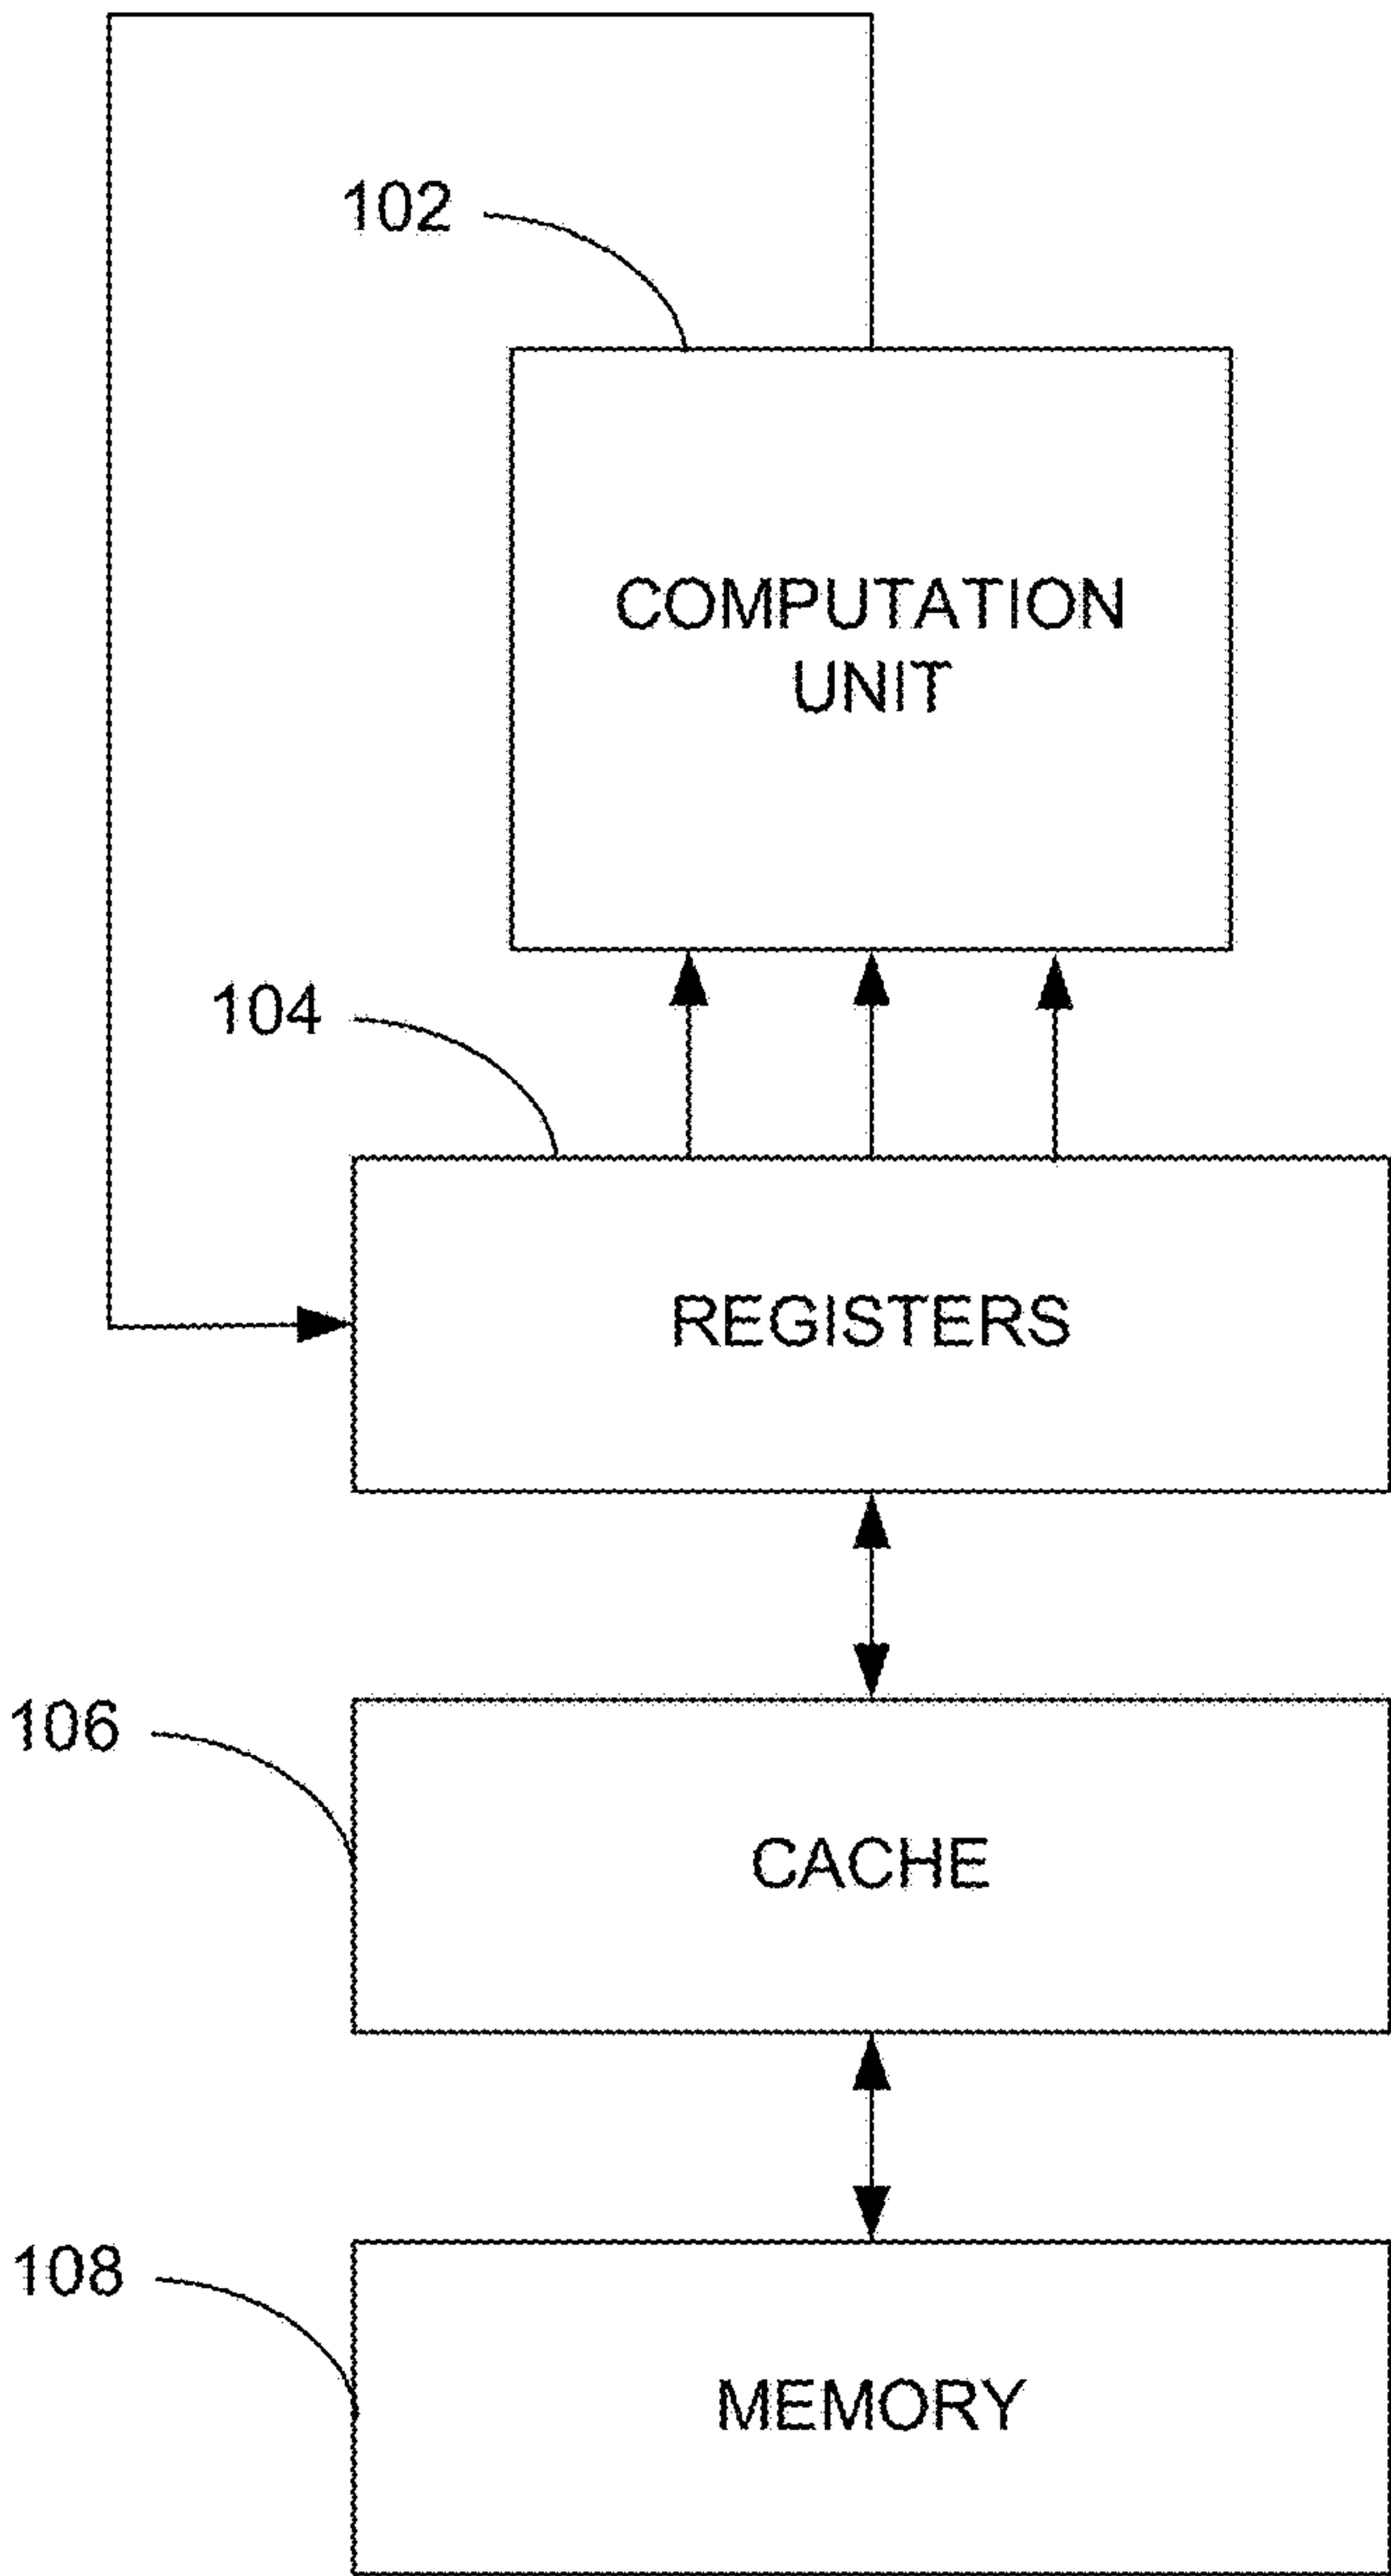 102
COMPUTATION
UNIT
104
REGISTERS
106
CACHE
108
MEMORY